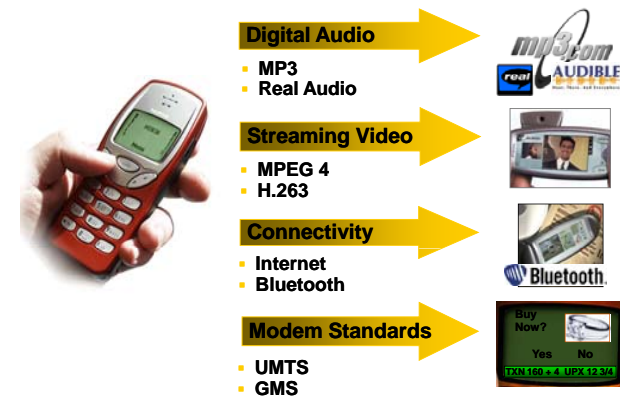 Digital Audio
MP3
Real Audio
mp3.com
real
AUDIBLE
Streaming Video
MPEG 4
H.263
Connectivity
Internet
Bluetooth
Bluetooth.
Modem Standards
UMTS
GMS
Buy
Now?
Yes No
TXN 160 + 4 UPX 12 3/4